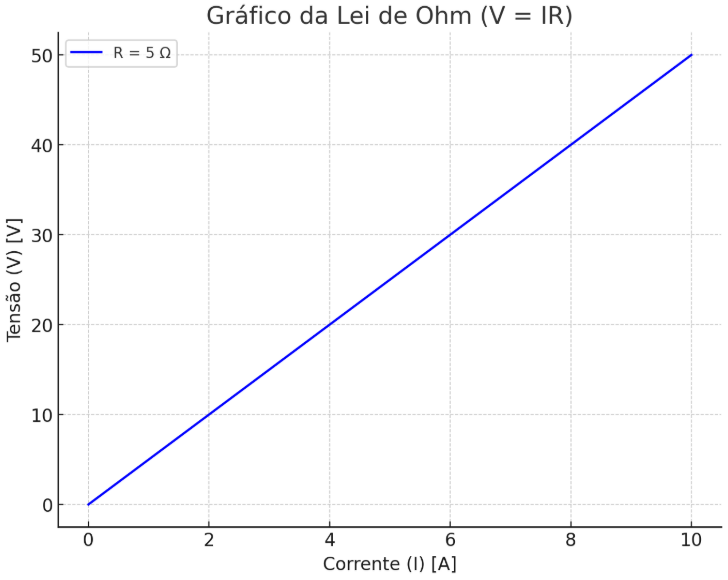 Gráfico da Lei de Ohm (V = IR)
R = 5 Ω
50
40
30
20
10
0
Tensão (V) [V]
0 2 4 6 8 10
Corrente (I) [A]